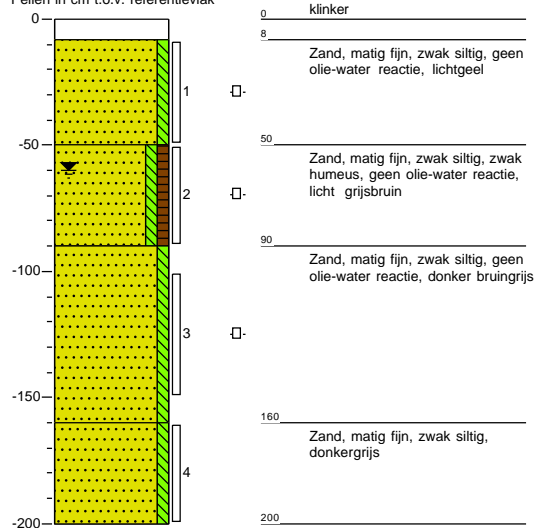 Peilen in cm t.o.v. referentievlak
0
-50
-100
-150
-200
1
2
3
4
0
klinker
8
Zand, matig fijn, zwak siltig, geen
olie-water reactie, lichtgeel
50
Zand, matig fijn, zwak siltig, zwak
humeus, geen olie-water reactie,
licht grijsbruin
90
Zand, matig fijn, zwak siltig, geen
olie-water reactie, donker bruingrijs
160
Zand, matig fijn, zwak siltig,
donkergrijs
200